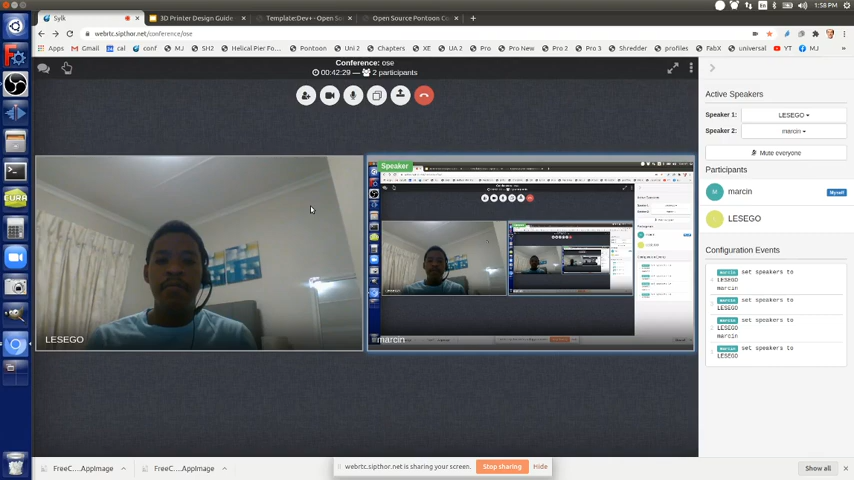 1:58 PM
Sylk
3D Printer Design Guide
Template:Dev+ - Open So
Open Source Pontoon Co
webrtc.sipthor.net/conference/ose
Apps
Gmail
cal
conf
MJ
SH2
Helical Pier Fo...
Pontoon
Uni 2
Chapters
XE
UA 2
Pro
Pro New
Pro 2
Pro 3
Shredder
profiles
FabX
universal
YT
MJ
Conference: ose
00:42:29 — 2 participants
Active Speakers
Speaker 1: LESEGO
Speaker 2: marcin
Mute everyone
Participants
marcin
Myself
LESEGO
Configuration Events
marcin set speakers to
LESEGO
marcin
marcin set speakers to
LESEGO
marcin set speakers to
LESEGO
marcin
marcin set speakers to
LESEGO
Speaker
LESEGO
marcin
webrtc.sipthor.net is sharing your screen.
Stop sharing
Hide
FreeC....AppImage
FreeC....AppImage
Show all
CURA